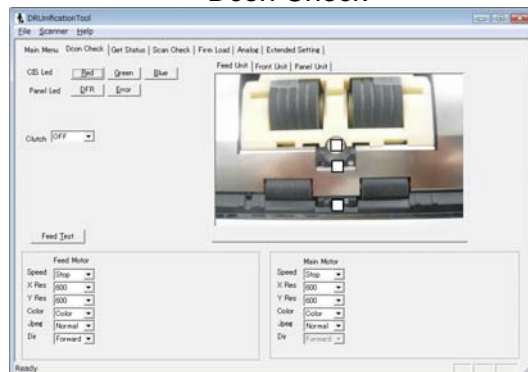 Dcon Check
DRUnificationTool
File Scanner Help
Main Menu Dcon Check Get Status Scan Check Firm Load Analog Extended Setting
CIS Led Red Green Blue
Panel Led DFR Error
Clutch OFF
Feed Unit Front Unit Panel Unit
Feed Test
Feed Motor
Speed Stop
X Res 600
Y Res 600
Color Color
Jpeg Normal
Dir Forward
Main Motor
Speed Stop
X Res 600
Y Res 600
Color Color
Jpeg Normal
Dir Forward
Ready